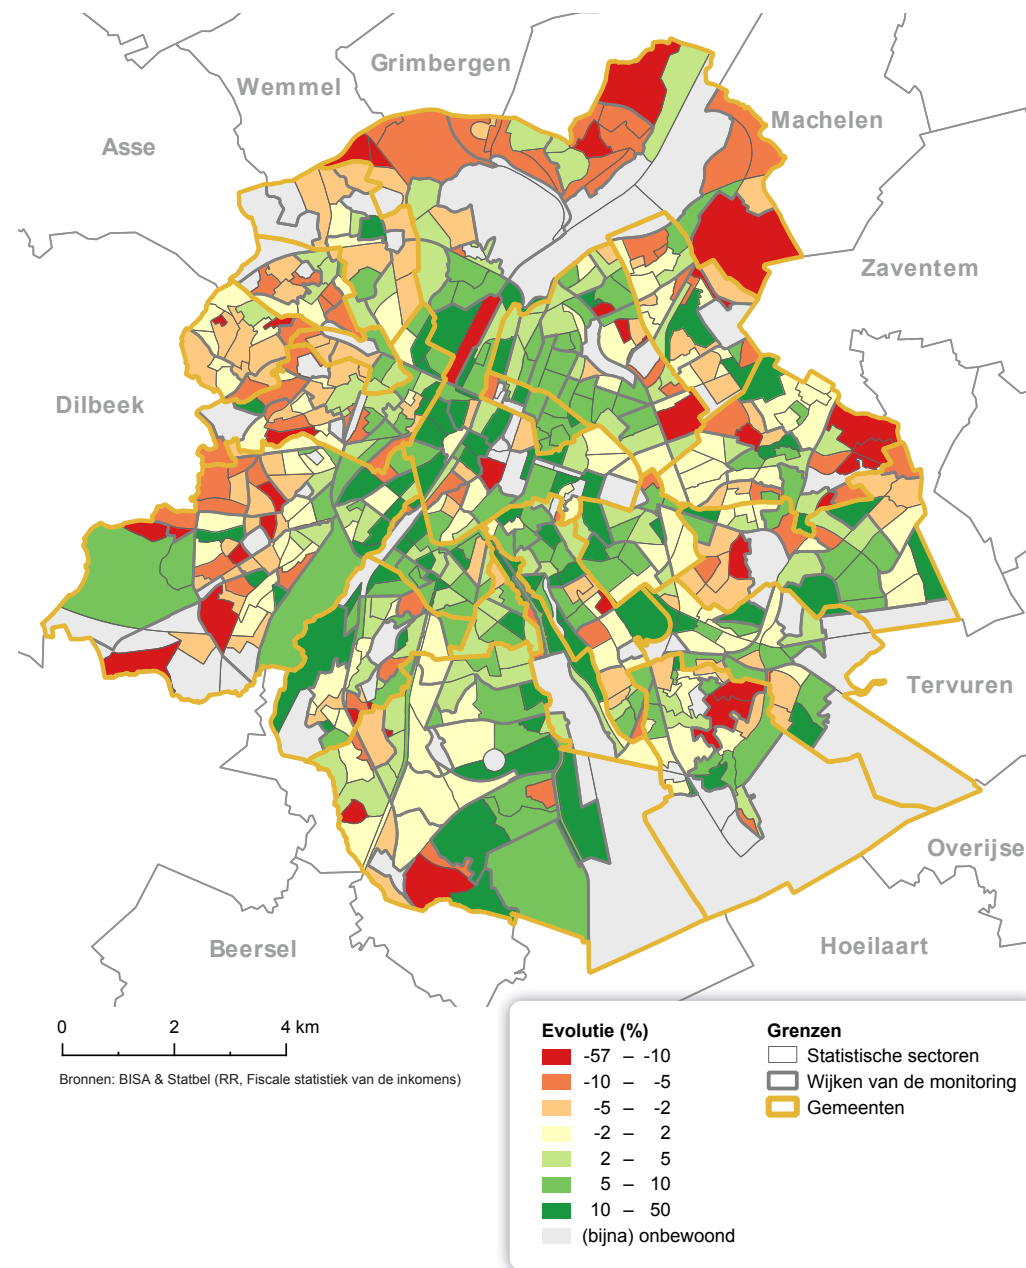 Grimbergen
Wemmel
Machelen
Asse
Zaventem
Dilbeek
Tervuren
Overijse
Beersel
Hoeilaart
0 2 4 km
Bronnen: BISA & Statbel (RR, Fiscale statistiek van de inkomens)
Evolutie (%)
-57 – -10
-10 – -5
-5 – -2
-2 – 2
2 – 5
5 – 10
10 – 50
(bijna) onbewoond
Grenzen
Statistische sectoren
Wijken van de monitoring
Gemeenten